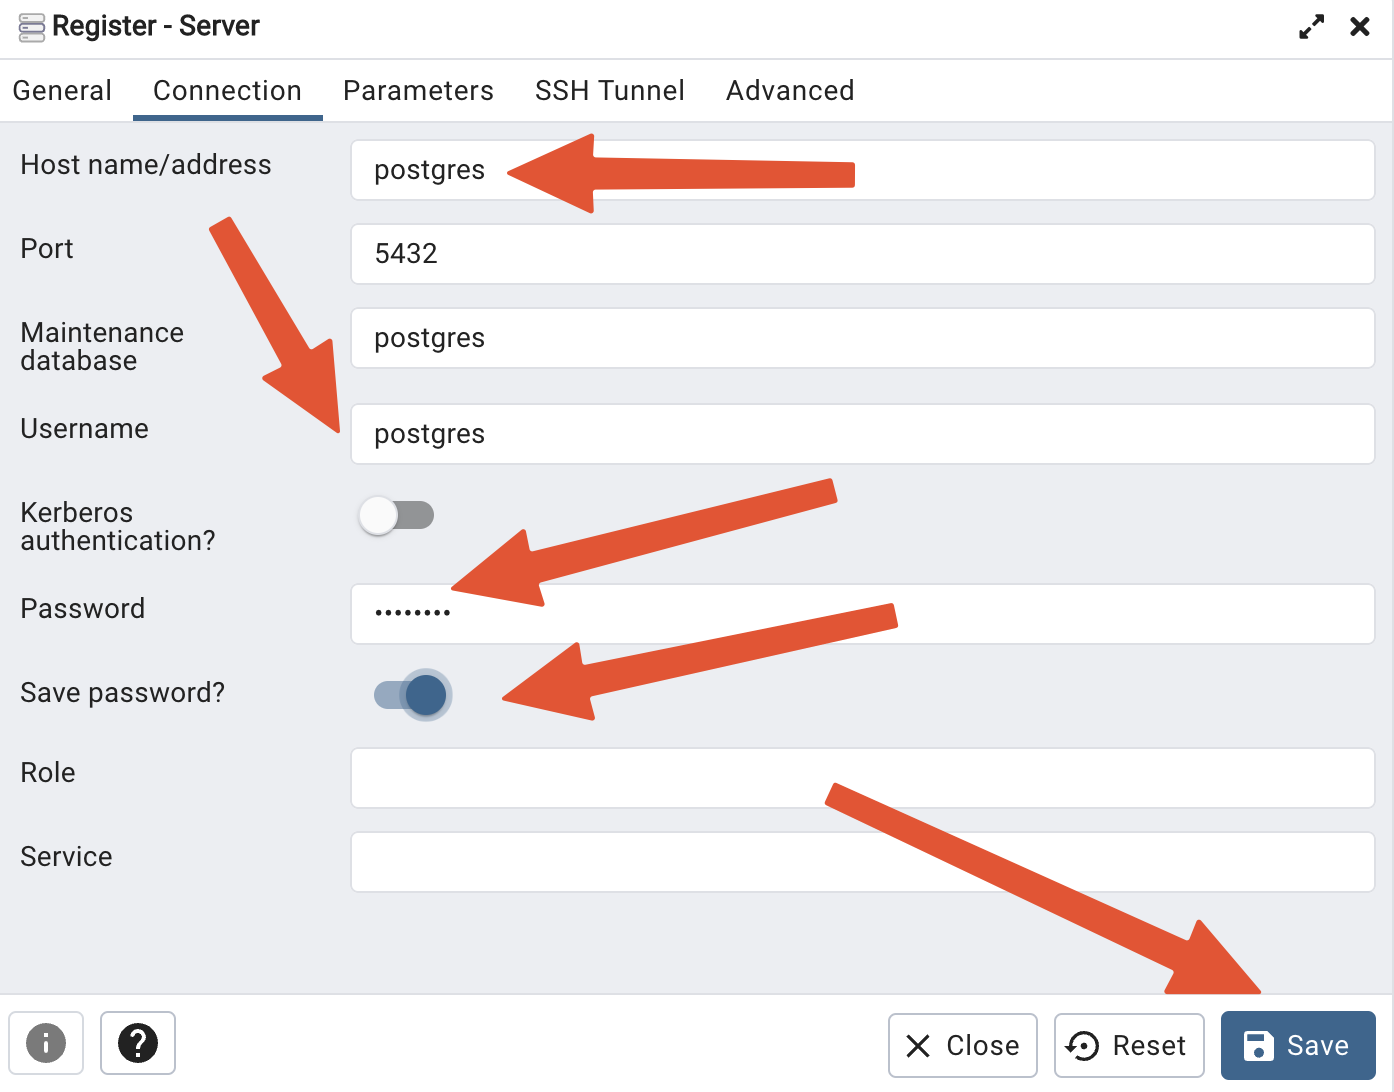 Register - Server
General Connection Parameters SSH Tunnel Advanced
Host name/address postgres
Port 5432
Maintenance
database postgres
Username postgres
Kerberos
authentication?
Password ••••••••
Save password?
Role
Service
Close Reset Save